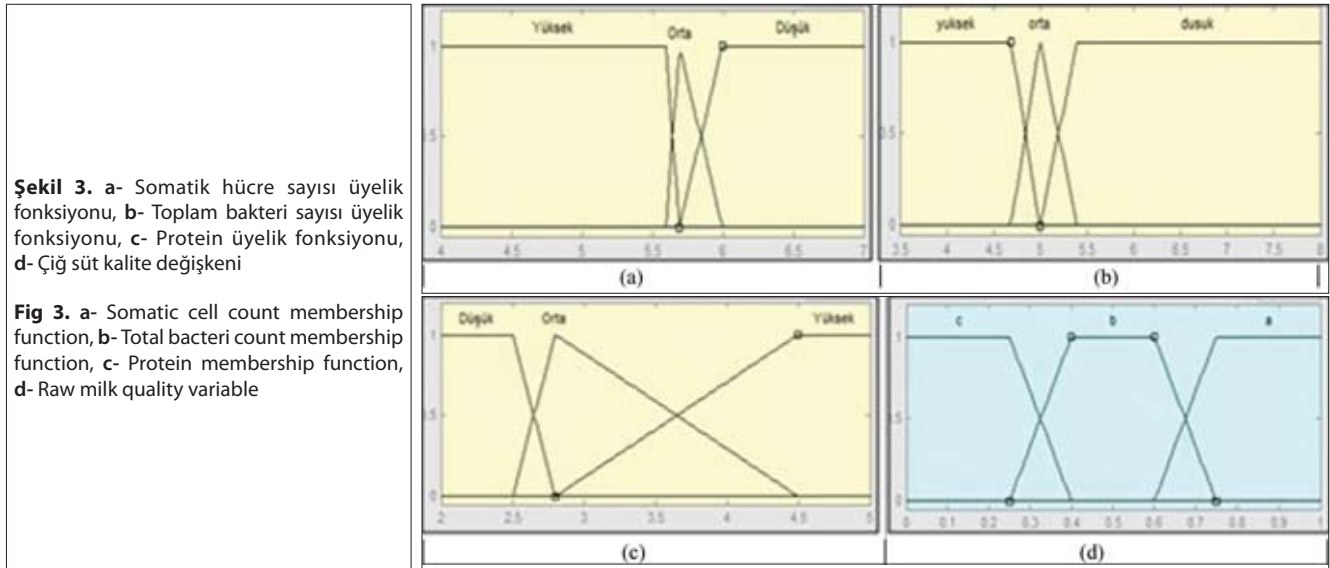 Şekil 3. a- Somatik hücre sayısı üyelik
fonksiyonu, b- Toplam bakteri sayısı üyelik
fonksiyonu, c- Protein üyelik fonksiyonu,
d- Çiğ süt kalite değişkeni
Fig 3. a- Somatic cell count membership
function, b- Total bacteri count membership
function, c- Protein membership function,
d- Raw milk quality variable
Yüksek Orta Düşük
1
0.5
0
4 4.5 5 5.5 6 6.5 7
(a)
yuksek orta dusuk
1
0.5
0
3.5 4 4.5 5 5.5 6 6.5 7 7.5 8
(b)
Düşük Orta Yüksek
1
0.5
0
2 2.5 3 3.5 4 4.5 5
(c)
c b a
1
0.5
0
0 0.1 0.2 0.3 0.4 0.5 0.6 0.7 0.8 0.9 1
(d)